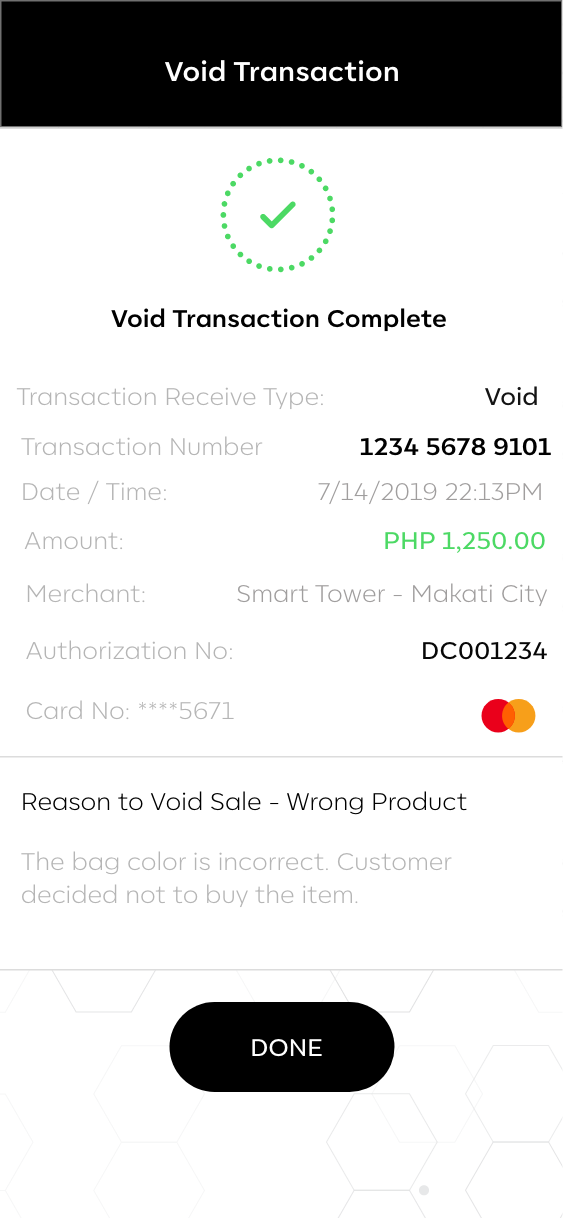 Void Transaction
Void Transaction Complete
Transaction Receive Type: Void
Transaction Number 1234 5678 9101
Date / Time: 7/14/2019 22:13PM
Amount: PHP 1,250.00
Merchant: Smart Tower - Makati City
Authorization No: DC001234
Card No: ****5671
Reason to Void Sale - Wrong Product
The bag color is incorrect. Customer
decided not to buy the item.
DONE